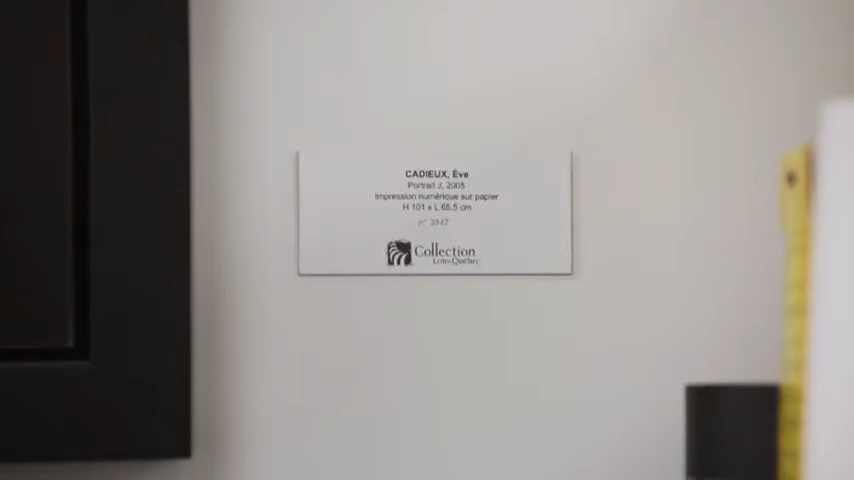 CADIEUX, Ève
Portrait J, 2005
Impression numérique sur papier
H 101 x L 65.5 cm
Collection
Loto-Québec